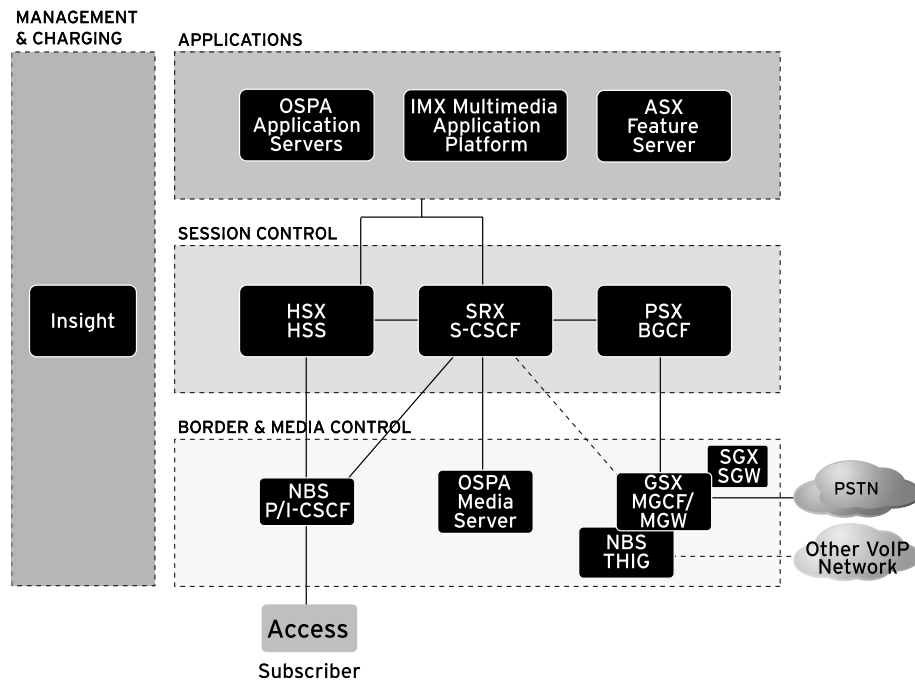 MANAGEMENT
& CHARGING
APPLICATIONS
OSPA
Application
Servers
IMX Multimedia
Application
Platform
ASX
Feature
Server
SESSION CONTROL
Insight
HSX
HSS
SRX
S-CSCF
PSX
BGCF
BORDER & MEDIA CONTROL
NBS
P/I-CSCF
OSPA
Media
Server
GSX
MGCF/
MGW
SGX
SGW
PSTN
NBS
THIG
Other VoIP
Network
Access
Subscriber